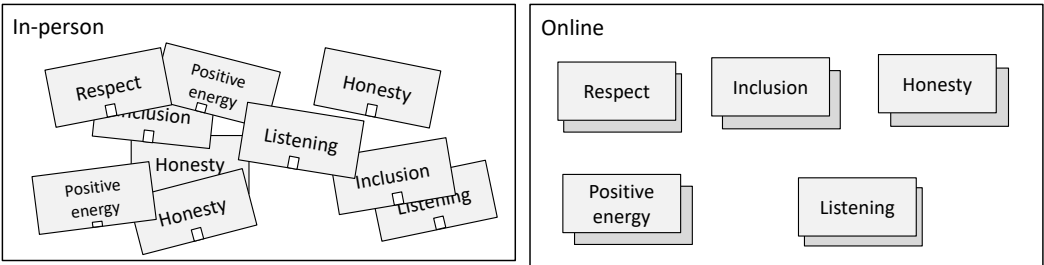 In-person
Respect
Positive
energy
Honesty
Inclusion
Listening
Honesty
Inclusion
Positive
energy
Honesty
Listening
Online
Respect
Inclusion
Honesty
Positive
energy
Listening